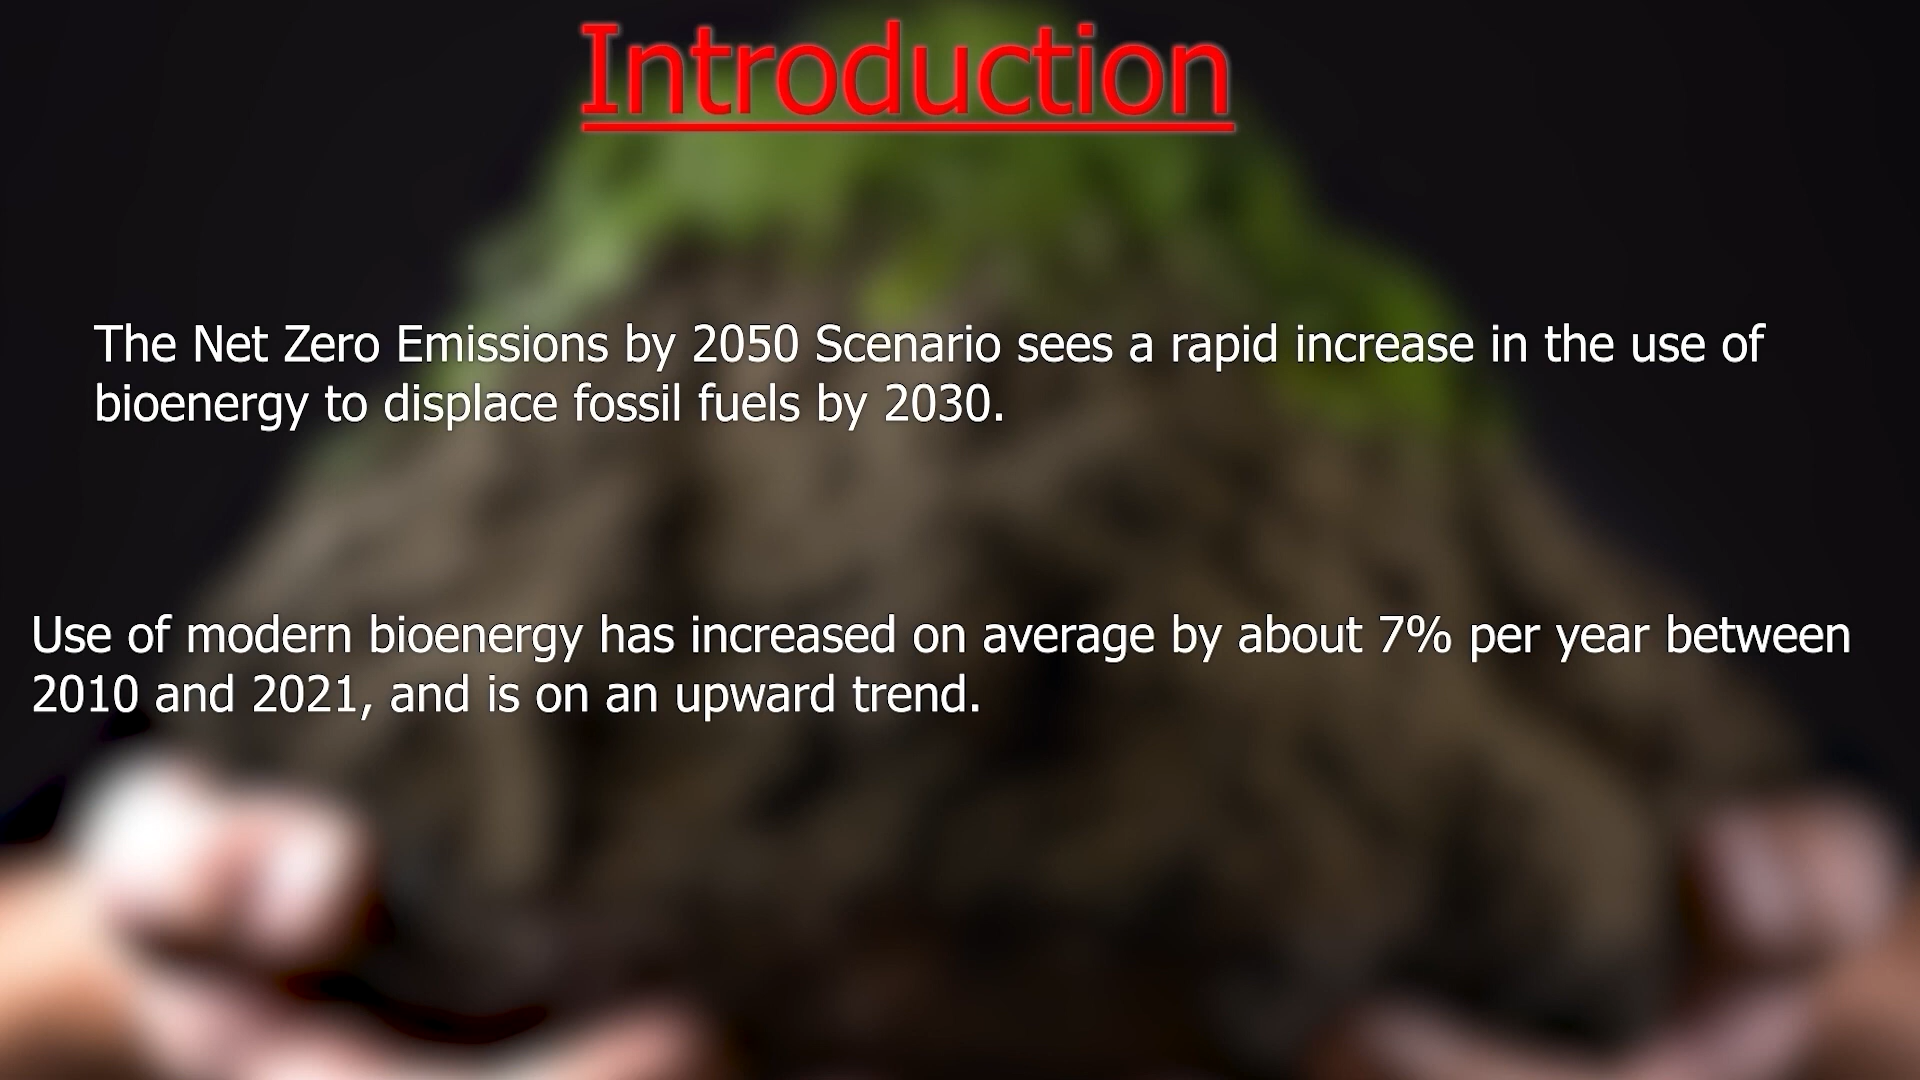 Introduction
The Net Zero Emissions by 2050 Scenario sees a rapid increase in the use of
bioenergy to displace fossil fuels by 2030.
Use of modern bioenergy has increased on average by about 7% per year between
2010 and 2021, and is on an upward trend.